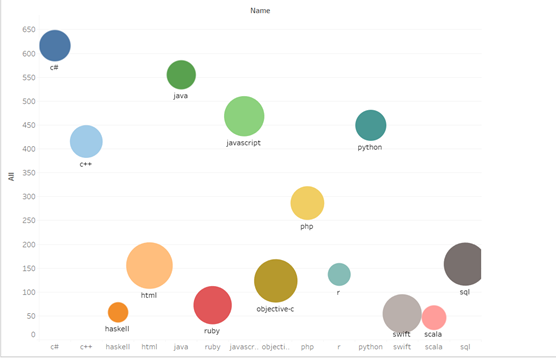 Name
650
600
c#
550
java
500
450
javascript
python
400
c++
All
350
300
250
php
200
150
html
r
sql
100
objective-c
50
haskell
ruby
swift
scala
0
c# c++ haskell html java ruby javascr.. objecti.. php r python swift scala sql